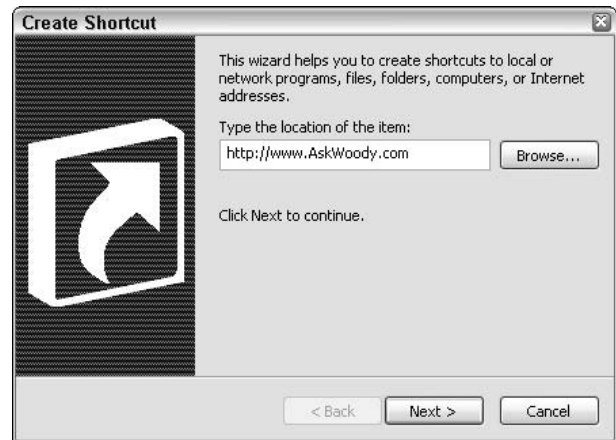 Create Shortcut
This wizard helps you to create shortcuts to local or
network programs, files, folders, computers, or Internet
addresses.
Type the location of the item:
http://www.AskWoody.com
Browse...
Click Next to continue.
< Back
Next >
Cancel